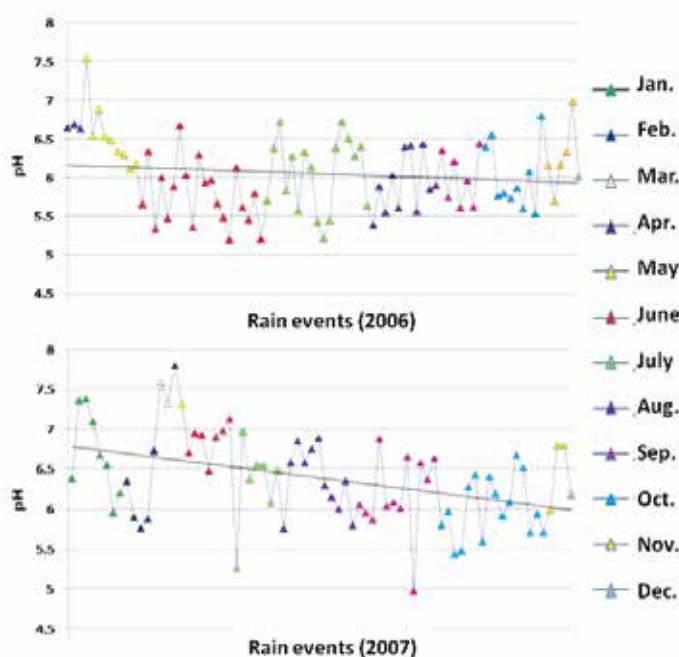 8
7.5
7
6.5
6
5.5
5
4.5
pH
Rain events (2006)
8
7.5
7
6.5
6
5.5
5
4.5
pH
Rain events (2007)
Jan.
Feb.
Mar.
Apr.
May
June
July
Aug.
Sep.
Oct.
Nov.
Dec.